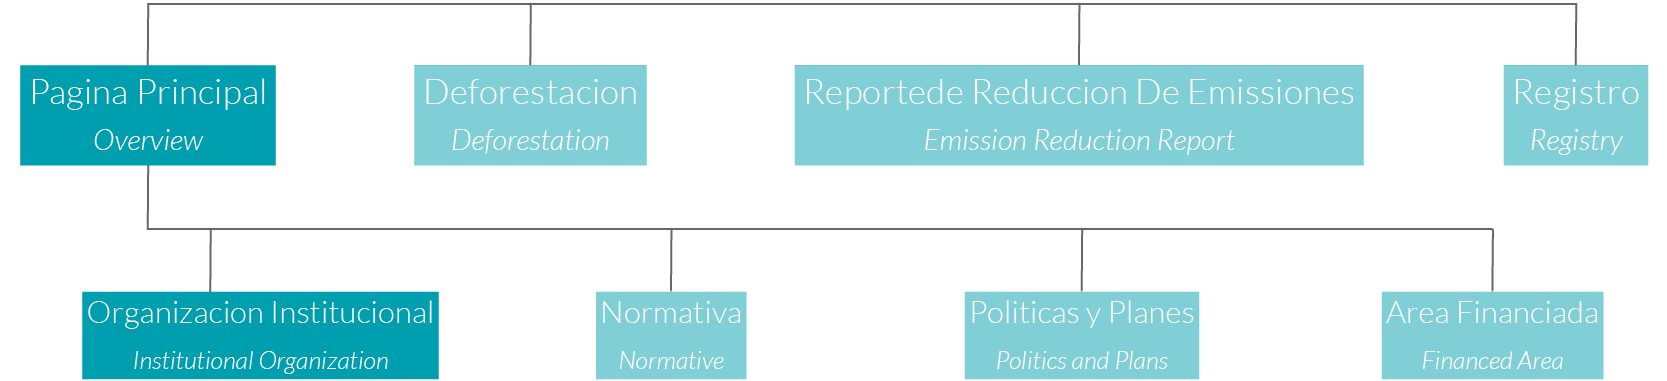 Pagina Principal
Overview
Deforestacion
Deforestation
Reportede Reduccion De Emissiones
Emission Reduction Report
Registro
Registry
Organizacion Institucional
Institutional Organization
Normativa
Normative
Politicas y Planes
Politics and Plans
Area Financiada
Financed Area